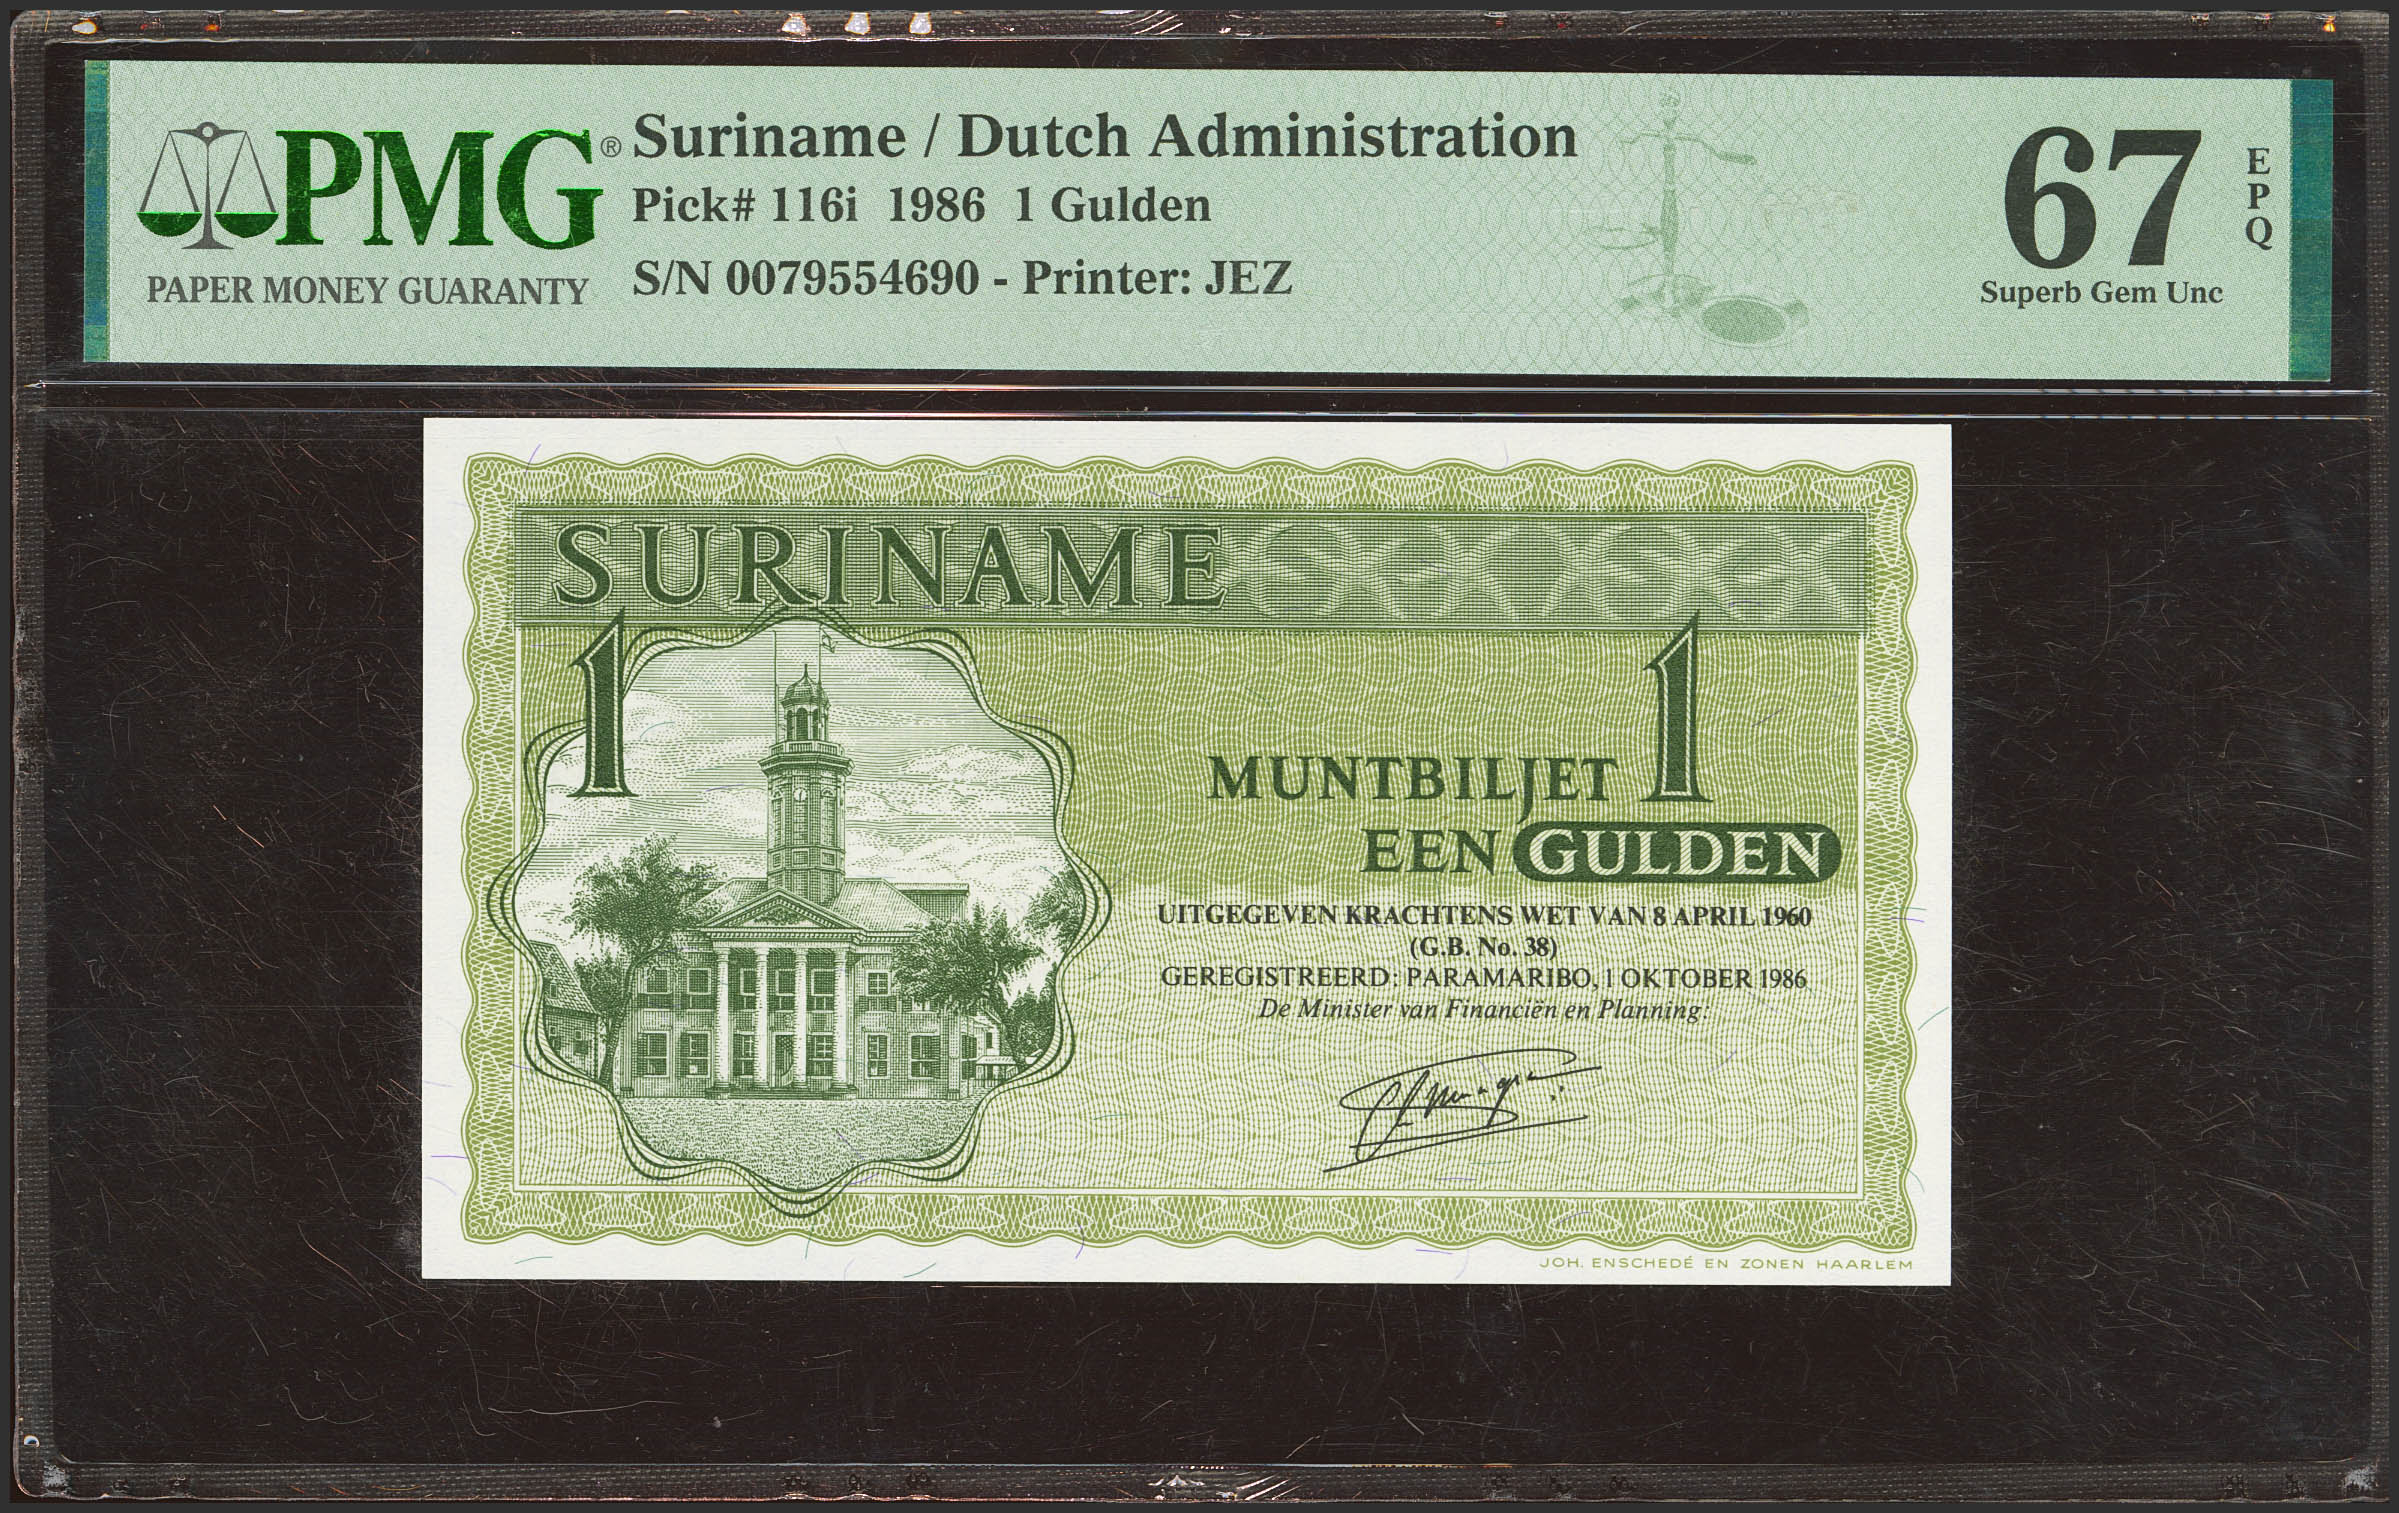 PMG®
PAPER MONEY GUARANTY
Suriname / Dutch Administration
Pick# 116i 1986 1 Gulden
S/N 0079554690 - Printer: JEZ
67
EPQ
Superb Gem Unc
SURINAME
1
1
MUNTBILJET
EEN GULDEN
UITGEGEVEN KRACHTENS WET VAN 8 APRIL 1960
(G.B. No. 38)
GEREGISTREERD: PARAMARIBO, 1 OKTOBER 1986
De Minister van Financiën en Planning:
JOH. ENSCHEDÉ EN ZONEN HAARLEM